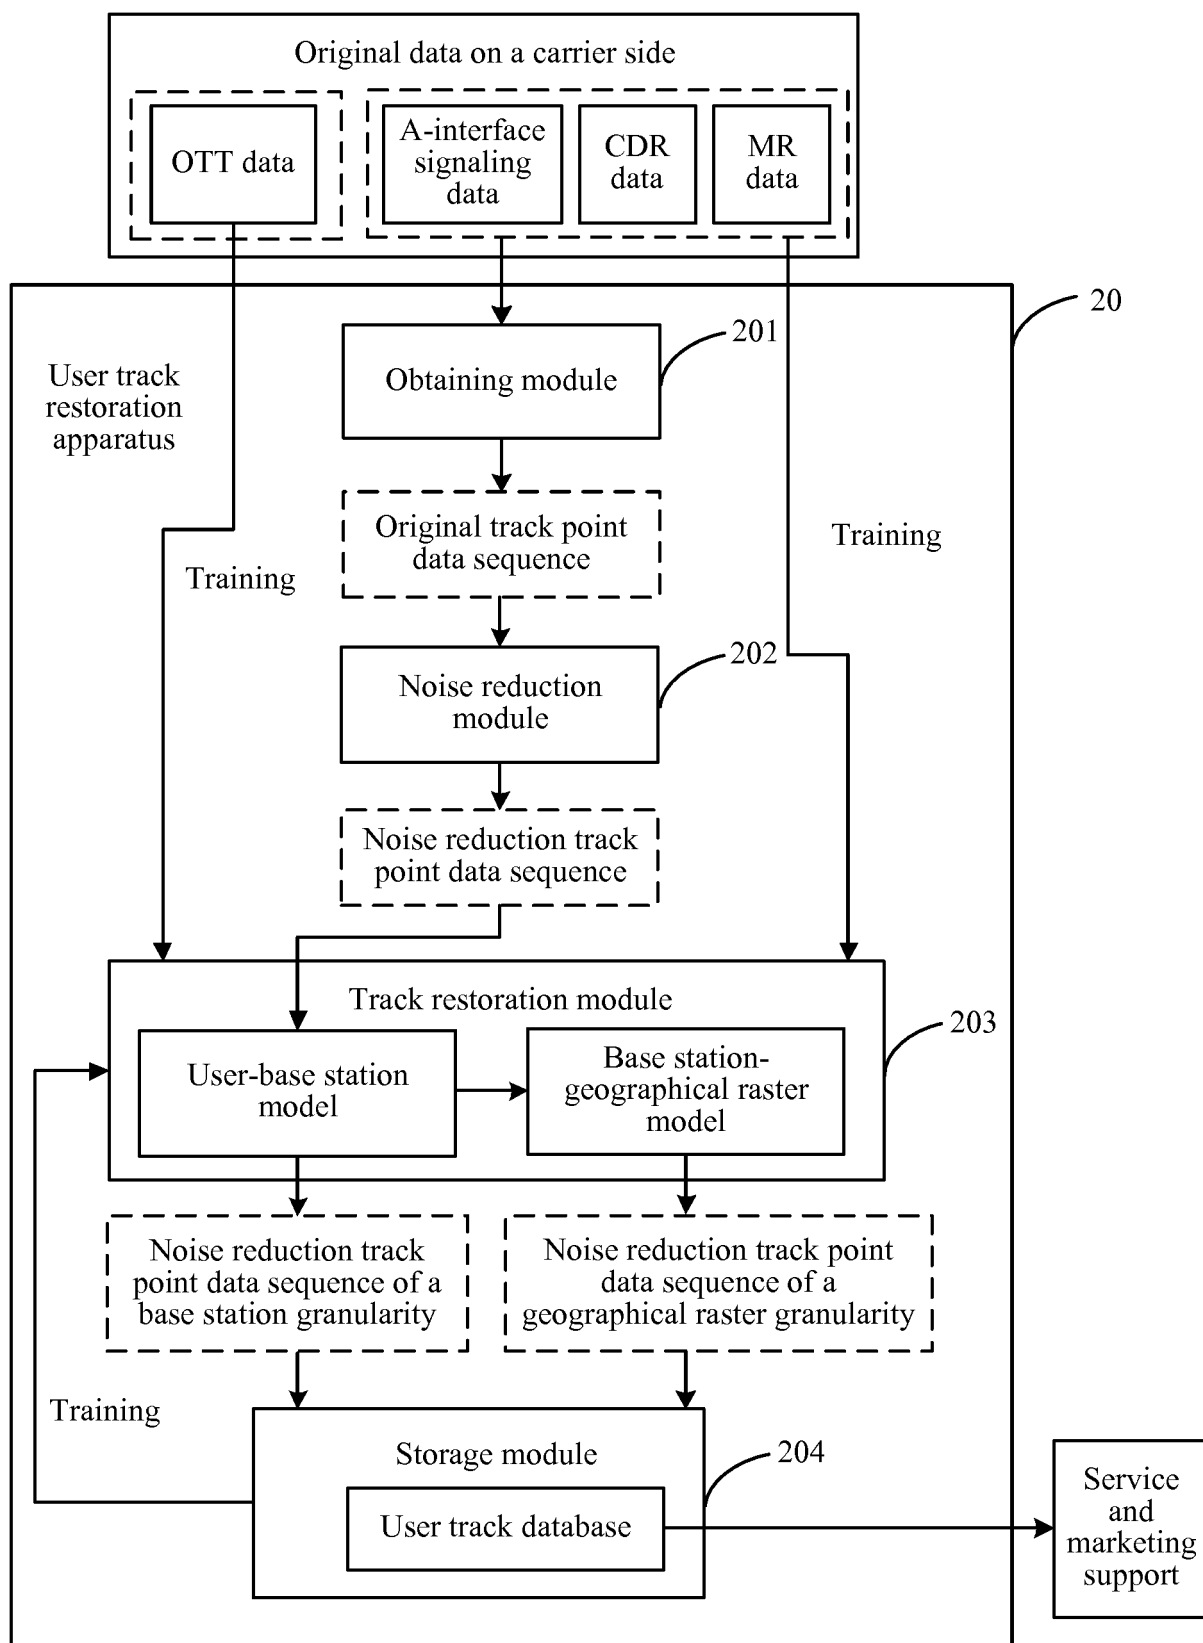 Original data on a carrier side
OTT data
A-interface
signaling
data
CDR
data
MR
data
20
201
Obtaining module
User track
restoration
apparatus
Original track point
data sequence
Training
Training
202
Noise reduction
module
Noise reduction track
point data sequence
Track restoration module
203
User-base station
model
Base station-
geographical raster
model
Noise reduction track
point data sequence of a
base station granularity
Noise reduction track point
data sequence of a
geographical raster granularity
Training
Storage module
204
User track database
Service
and
marketing
support